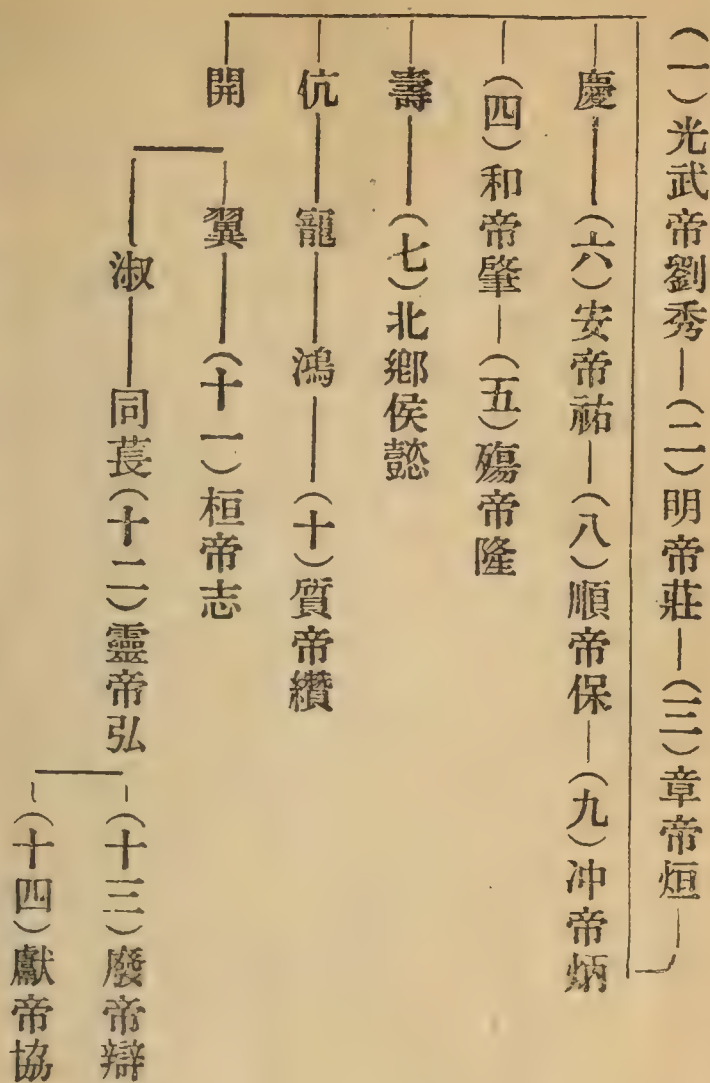 (一)光武帝劉秀—(二)明帝莊—(三)章帝烜
慶——(六)安帝祐—(八)順帝保—(九)冲帝炳
(四)和帝肇—(五)殤帝隆
壽——(七)北鄉侯懿
伉——寵——鴻——(十)質帝纘
開
翼——(十一)桓帝志
淑——同萇(十二)靈帝弘
(十三)廢帝辯
(十四)獻帝協